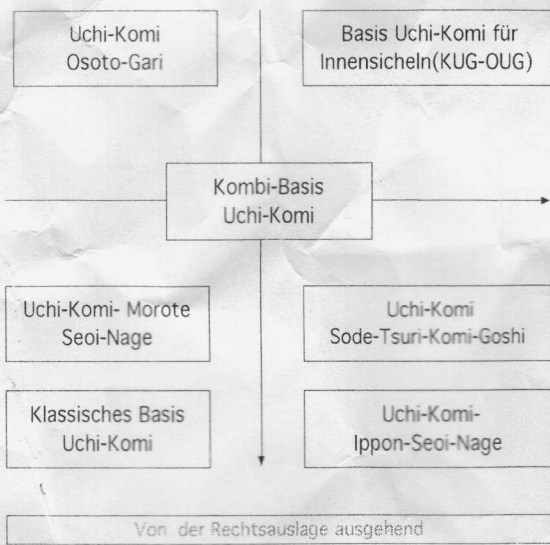 Uchi-Komi
Osoto-Gari
Basis Uchi-Komi für
Innensicheln(KUG-OUG)
Kombi-Basis
Uchi-Komi
Uchi-Komi- Morote
Seoi-Nage
Uchi-Komi
Sode-Tsuri-Komi-Goshi
Klassisches Basis
Uchi-Komi
Uchi-Komi-
Ippon-Seoi-Nage
Von der Rechtsauslage ausgehend